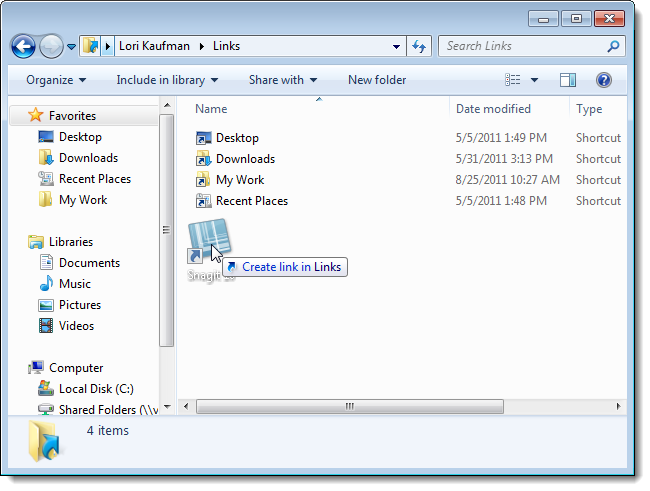 Lori Kaufman Links
Search Links
Organize Include in library Share with New folder
Favorites
Desktop
Downloads
Recent Places
My Work
Libraries
Documents
Music
Pictures
Videos
Computer
Local Disk (C:)
Shared Folders (\\v
Name Date modified Type
Desktop 5/5/2011 1:49 PM Shortcut
Downloads 5/31/2011 3:13 PM Shortcut
My Work 8/25/2011 10:27 AM Shortcut
Recent Places 5/5/2011 1:48 PM Shortcut
Snagit
Create link in Links
4 items